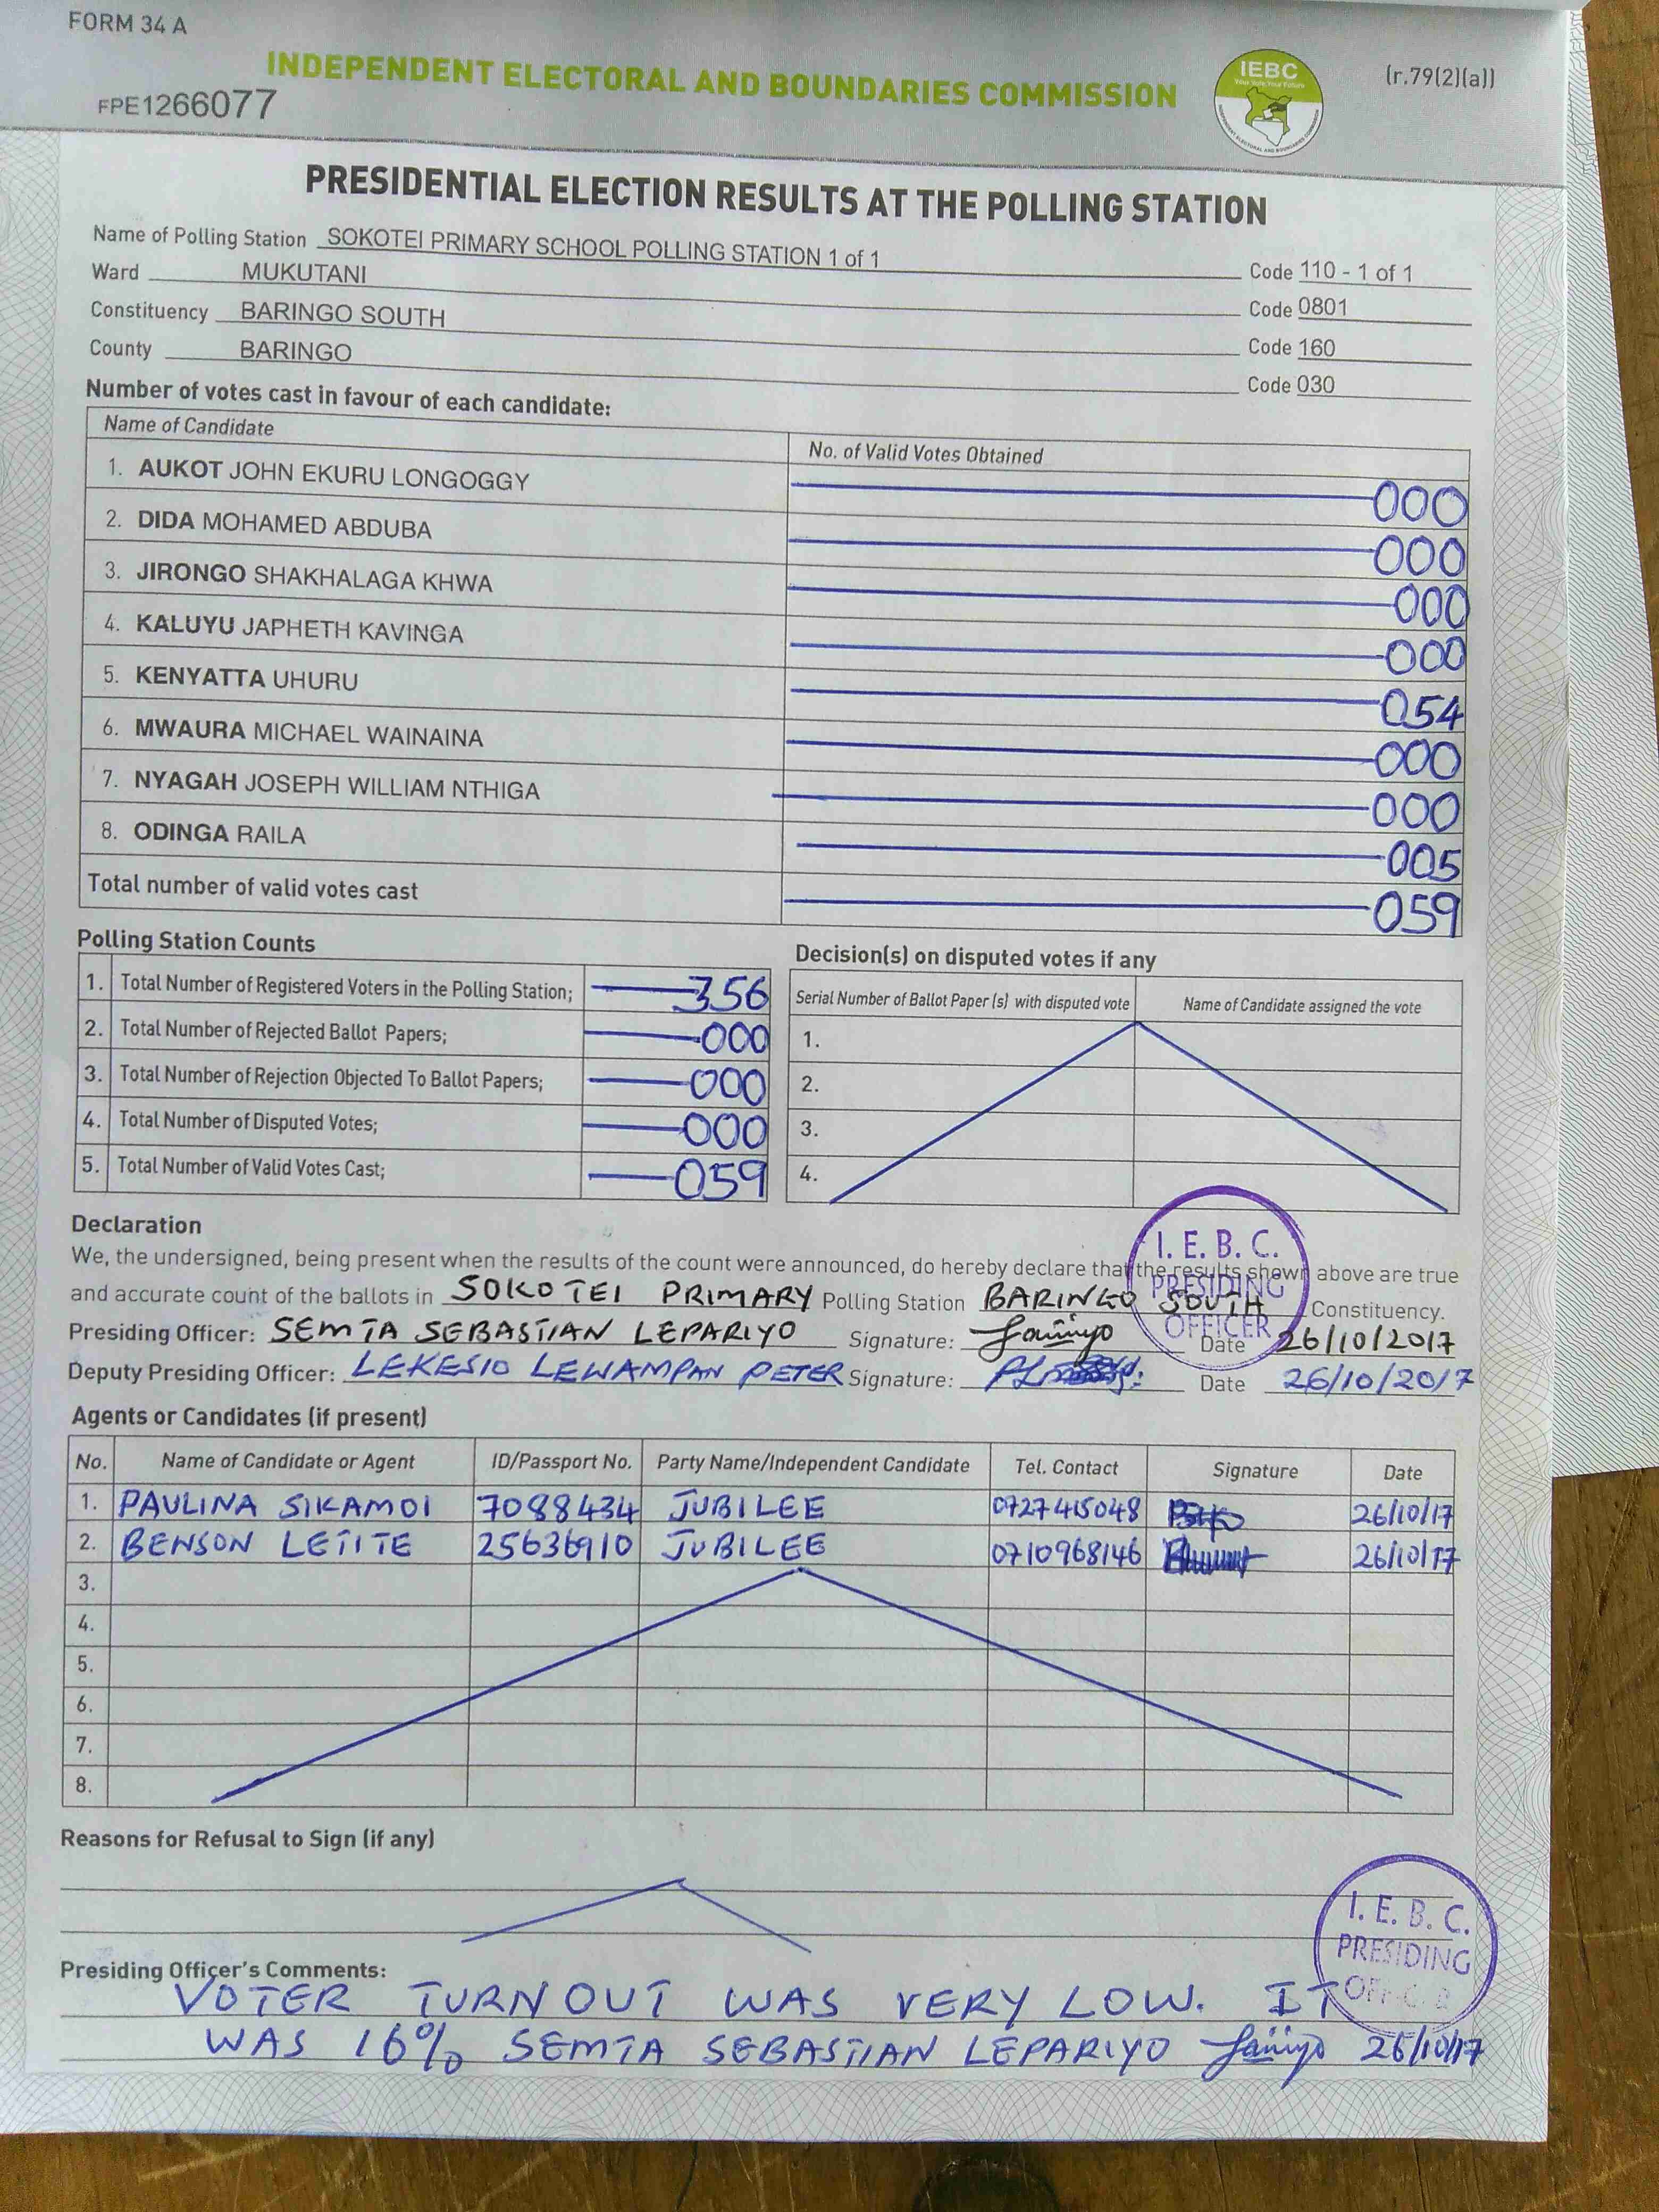 FORM 34 A
INDEPENDENT ELECTORAL AND BOUNDARIES COMMISSION
IEBC
Your Vote, Your Future
(r.79(2)(a))
FPE1266077
PRESIDENTIAL ELECTION RESULTS AT THE POLLING STATION
Name of Polling Station SOKOTEI PRIMARY SCHOOL POLLING STATION 1 of 1 Code 110 - 1 of 1
Ward MUKUTANI Code 0801
Constituency BARINGO SOUTH Code 160
County BARINGO Code 030
Number of votes cast in favour of each candidate:
Name of Candidate No. of Valid Votes Obtained
1. AUKOT JOHN EKURU LONGOGGY 000
2. DIDA MOHAMED ABDUBA 000
3. JIRONGO SHAKHALAGA KHWA 000
4. KALUYU JAPHETH KAVINGA 000
5. KENYATTA UHURU 054
6. MWAURA MICHAEL WAINAINA 000
7. NYAGAH JOSEPH WILLIAM NTHIGA 000
8. ODINGA RAILA 005
Total number of valid votes cast 059
Polling Station Counts
1. Total Number of Registered Voters in the Polling Station; 356
2. Total Number of Rejected Ballot Papers; 000
3. Total Number of Rejection Objected To Ballot Papers; 000
4. Total Number of Disputed Votes; 000
5. Total Number of Valid Votes Cast; 059
Decision(s) on disputed votes if any
Serial Number of Ballot Paper (s) with disputed vote Name of Candidate assigned the vote
1.
2.
3.
4.
Declaration
We, the undersigned, being present when the results of the count were announced, do hereby declare that the results shown above are true
and accurate count of the ballots in SOKOTEI PRIMARY Polling Station BARINGO SOUTH Constituency.
Presiding Officer: SEMTA SEBASTIAN LEPARIYO Signature: Date 26/10/2017
Deputy Presiding Officer: LEKESIO LEWAMPAN PETER Signature: Date 26/10/2017
I. E. B. C.
PRESIDING
OFFICER
Agents or Candidates (if present)
No. Name of Candidate or Agent ID/Passport No. Party Name/Independent Candidate Tel. Contact Signature Date
1. PAULINA SIKAMOI 7088434 JUBILEE 0727415048 26/10/17
2. BENSON LETITE 25636910 JUBILEE 0710968146 26/10/17
3.
4.
5.
6.
7.
8.
Reasons for Refusal to Sign (if any)
I. E. B. C.
PRESIDING
OFFICER
Presiding Officer's Comments:
VOTER TURNOUT WAS VERY LOW. IT
WAS 16% SEMTA SEBASTIAN LEPARIYO 26/10/17